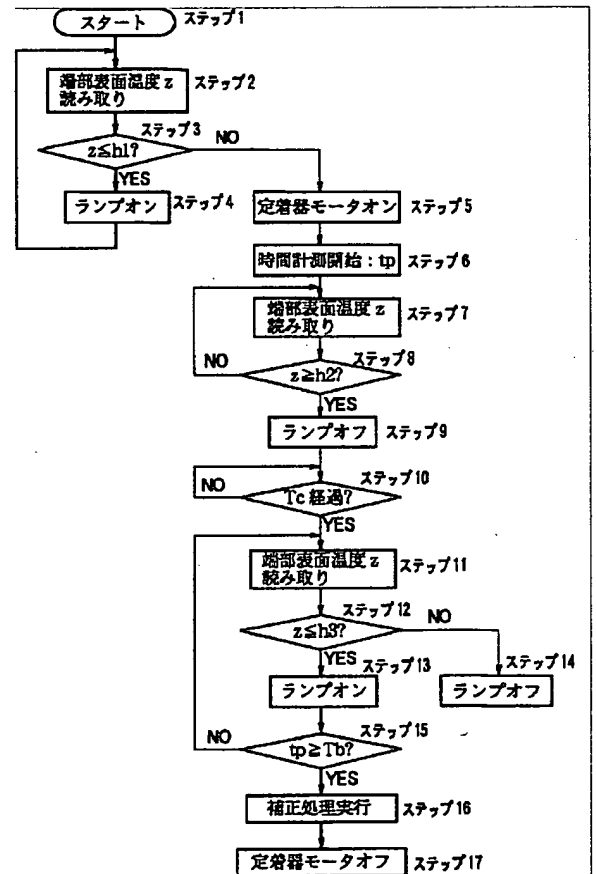 スタート ステップ1
端部表面温度 z
読み取り
ステップ2
ステップ3
z≦h1?
NO
YES
ランプオン ステップ4
定着器モータオン ステップ5
時間計測開始:tp ステップ6
端部表面温度 z
読み取り
ステップ7
ステップ8
NO
z≧h2?
YES
ランプオフ ステップ9
ステップ10
NO
Tc 経過?
YES
端部表面温度 z
読み取り
ステップ11
ステップ12
z≦h3?
NO
YES
ステップ13
ランプオン
ステップ14
ランプオフ
ステップ15
NO
tp≧Tb?
YES
補正処理実行 ステップ16
定着器モータオフ ステップ17